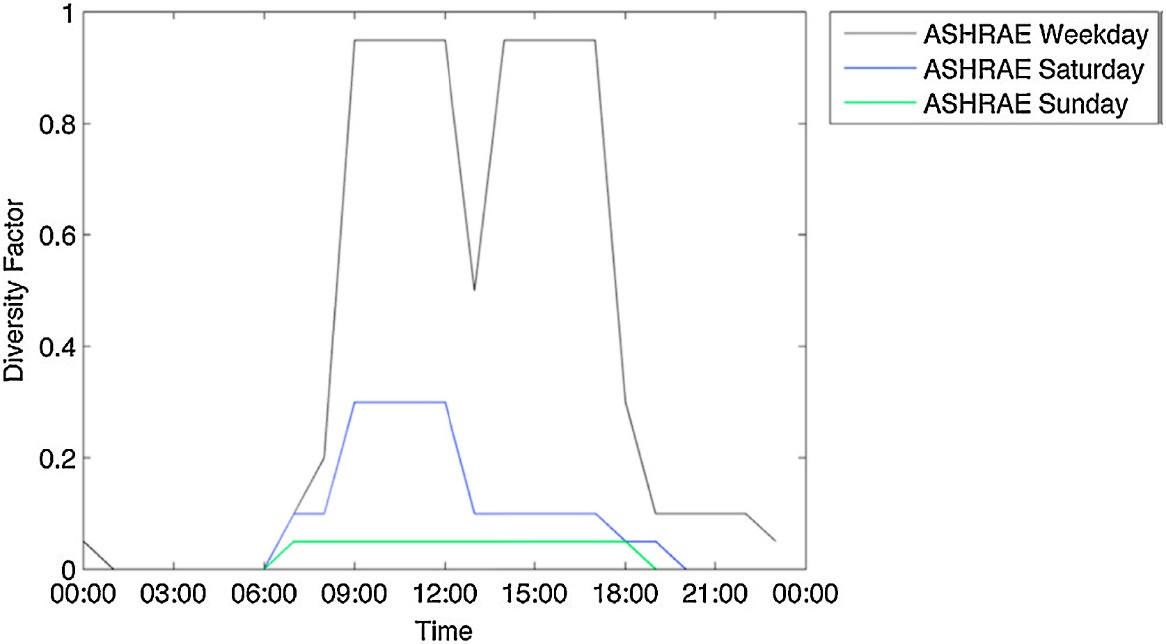 1
0.8
0.6
0.4
0.2
0
Diversity Factor
00:00 03:00 06:00 09:00 12:00 15:00 18:00 21:00 00:00
Time
ASHRAE Weekday
ASHRAE Saturday
ASHRAE Sunday